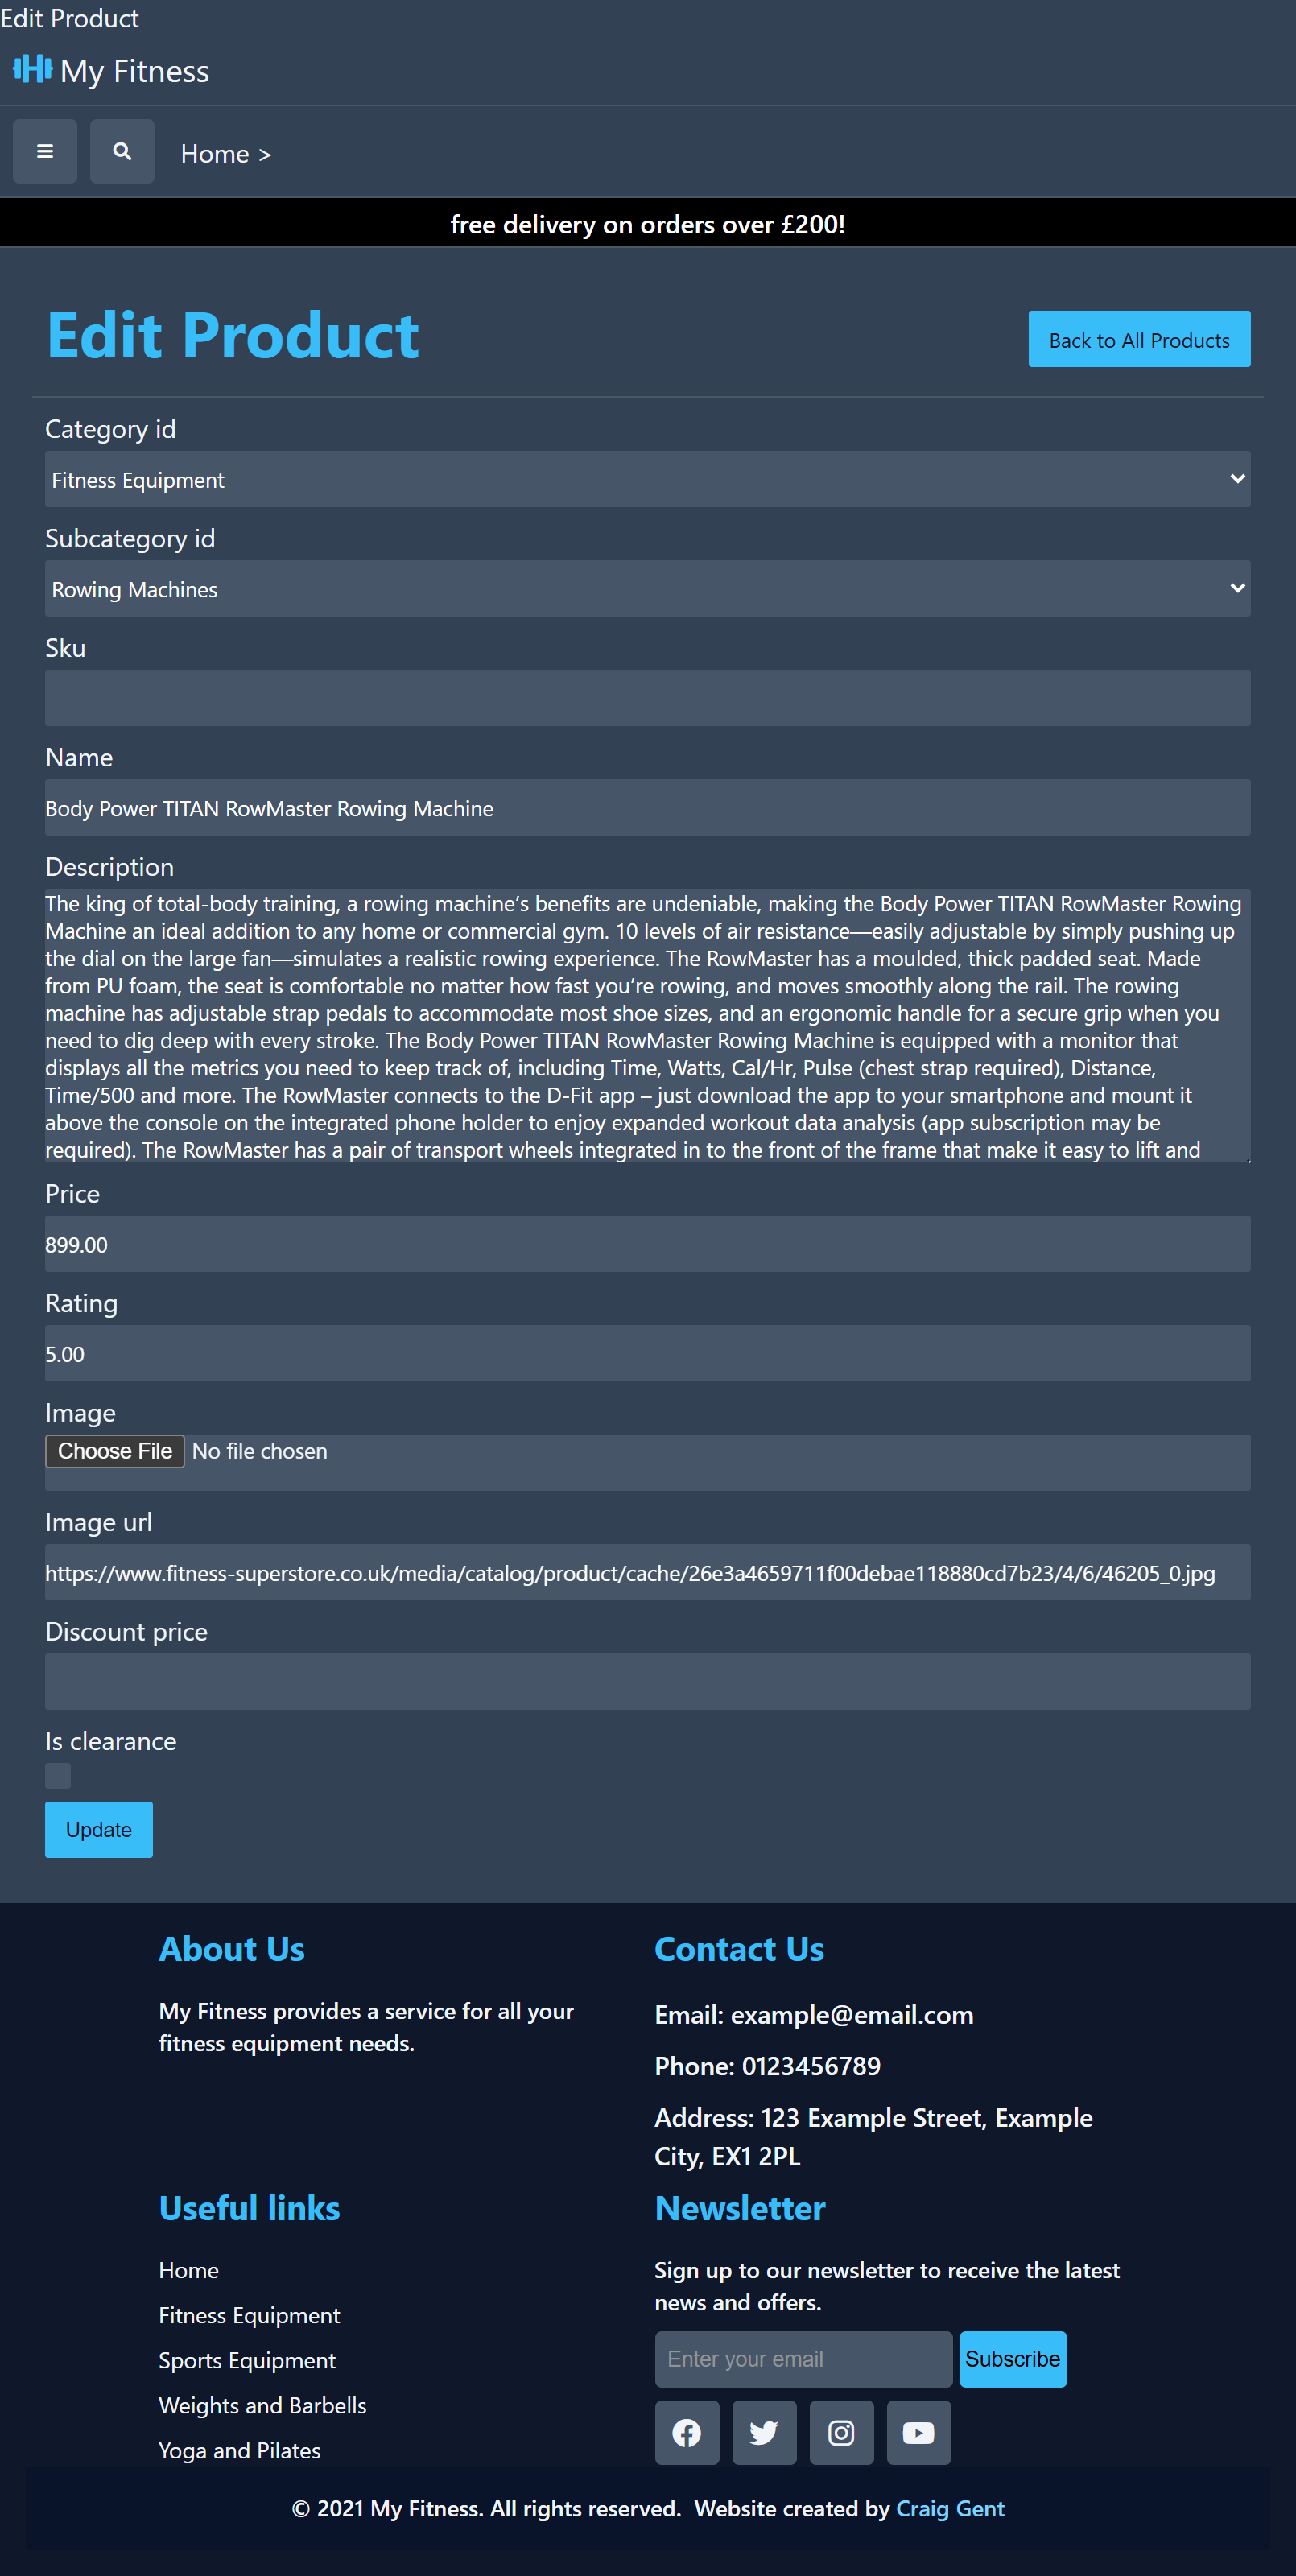 Edit Product
My Fitness
Home >
free delivery on orders over £200!
Edit Product
Back to All Products
Category id
Fitness Equipment
Subcategory id
Rowing Machines
Sku
Name
Body Power TITAN RowMaster Rowing Machine
Description
The king of total-body training, a rowing machine’s benefits are undeniable, making the Body Power TITAN RowMaster Rowing
Machine an ideal addition to any home or commercial gym. 10 levels of air resistance—easily adjustable by simply pushing up
the dial on the large fan—simulates a realistic rowing experience. The RowMaster has a moulded, thick padded seat. Made
from PU foam, the seat is comfortable no matter how fast you’re rowing, and moves smoothly along the rail. The rowing
machine has adjustable strap pedals to accommodate most shoe sizes, and an ergonomic handle for a secure grip when you
need to dig deep with every stroke. The Body Power TITAN RowMaster Rowing Machine is equipped with a monitor that
displays all the metrics you need to keep track of, including Time, Watts, Cal/Hr, Pulse (chest strap required), Distance,
Time/500 and more. The RowMaster connects to the D-Fit app – just download the app to your smartphone and mount it
above the console on the integrated phone holder to enjoy expanded workout data analysis (app subscription may be
required). The RowMaster has a pair of transport wheels integrated in to the front of the frame that make it easy to lift and
Price
899.00
Rating
5.00
Image
Choose File No file chosen
Image url
https://www.fitness-superstore.co.uk/media/catalog/product/cache/26e3a4659711f00debae118880cd7b23/4/6/46205_0.jpg
Discount price
Is clearance
Update
About Us
My Fitness provides a service for all your
fitness equipment needs.
Contact Us
Email: example@email.com
Phone: 0123456789
Address: 123 Example Street, Example
City, EX1 2PL
Useful links
Home
Fitness Equipment
Sports Equipment
Weights and Barbells
Yoga and Pilates
Newsletter
Sign up to our newsletter to receive the latest
news and offers.
Enter your email
Subscribe
© 2021 My Fitness. All rights reserved. Website created by Craig Gent